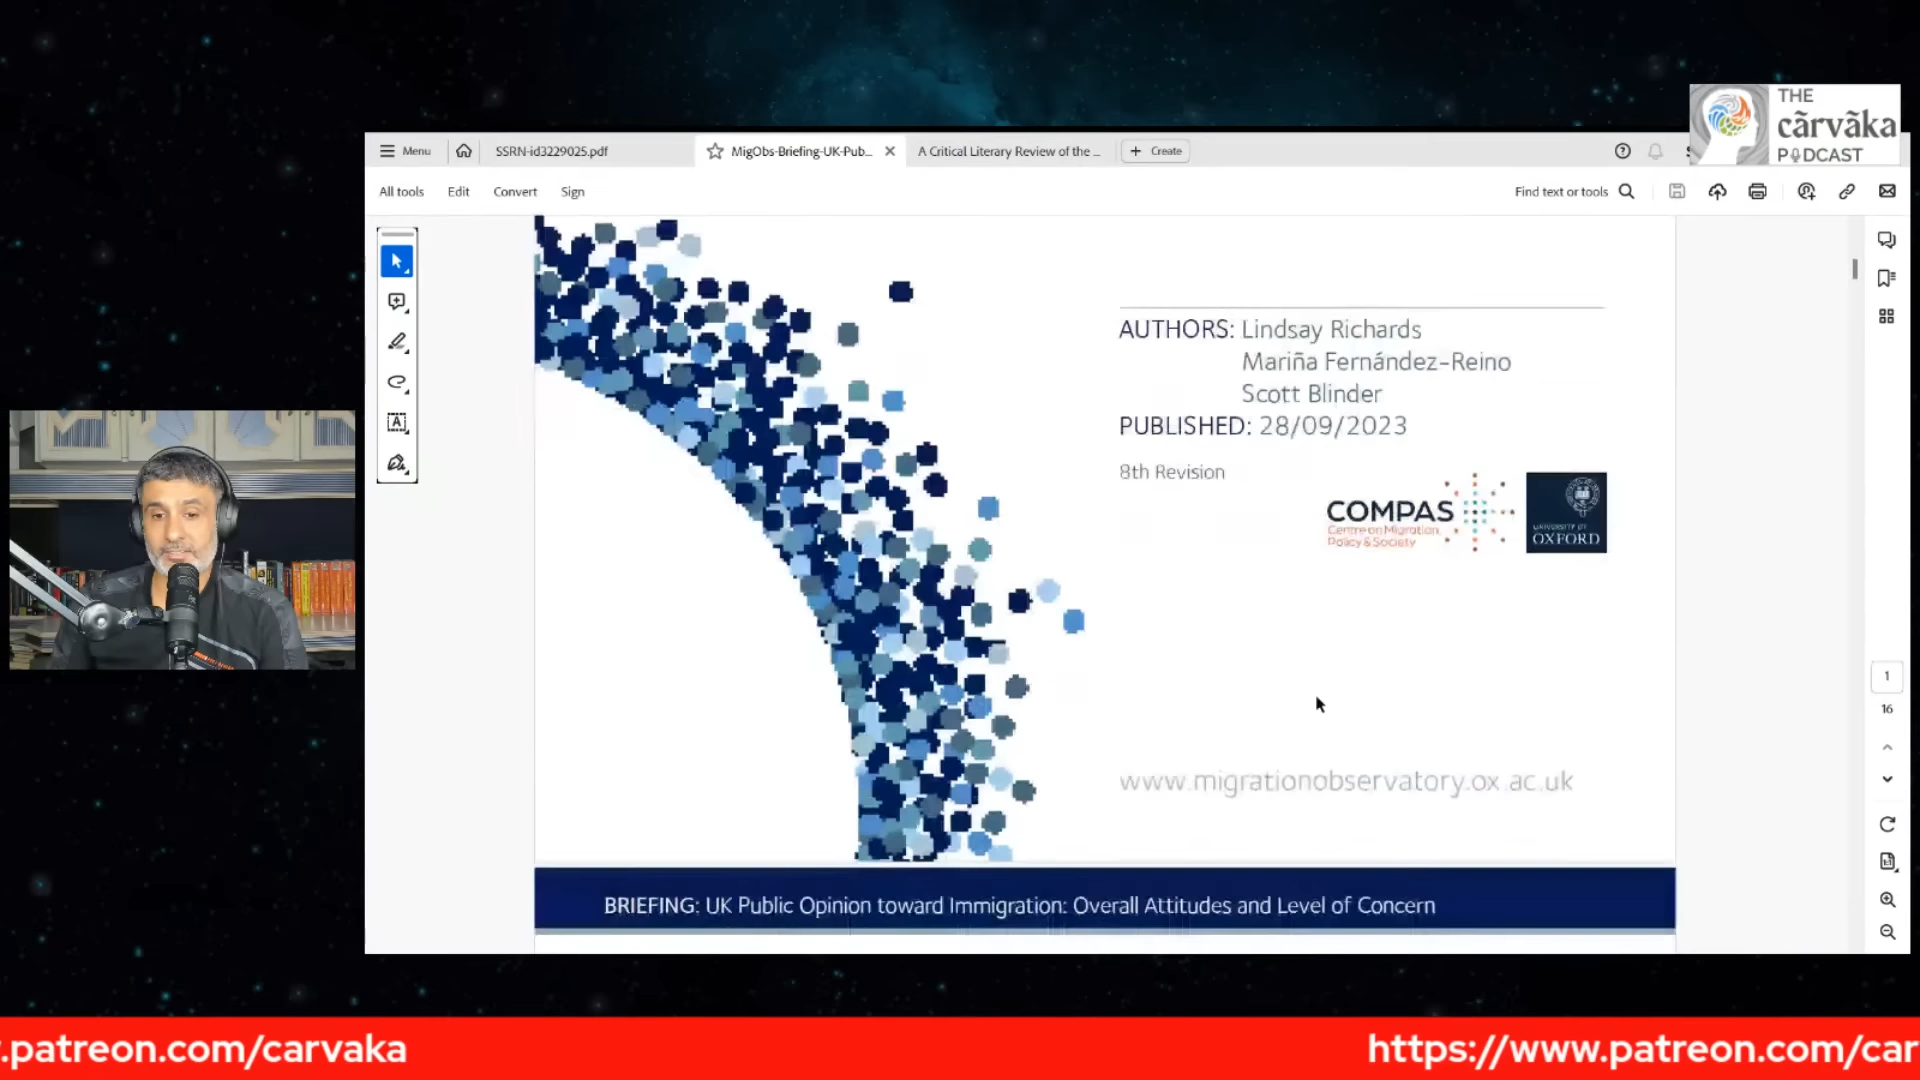 THE
cārvāka
PODCAST
Menu
SSRN-id3229025.pdf
MigObs-Briefing-UK-Pub...
A Critical Literary Review of the ...
Create
All tools
Edit
Convert
Sign
Find text or tools
AUTHORS: Lindsay Richards
Mariña Fernández-Reino
Scott Blinder
PUBLISHED: 28/09/2023
8th Revision
COMPAS
Centre on Migration
Policy & Society
UNIVERSITY OF
OXFORD
1
16
www.migrationobservatory.ox.ac.uk
BRIEFING: UK Public Opinion toward Immigration: Overall Attitudes and Level of Concern
.patreon.com/carvaka
https://www.patreon.com/car